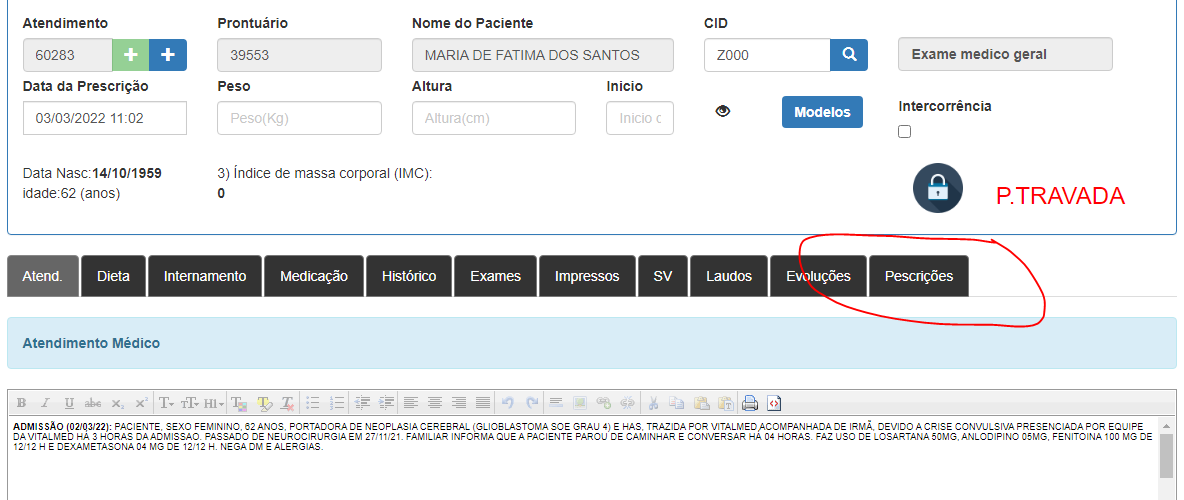 Atendimento Prontuário Nome do Paciente CID
60283 39553 MARIA DE FATIMA DOS SANTOS Z000 Exame medico geral
Data da Prescrição Peso Altura Inicio
03/03/2022 11:02 Peso(Kg) Altura(cm) Inicio c Modelos Intercorrência
Data Nasc:14/10/1959 3) Índice de massa corporal (IMC):
idade:62 (anos) 0
P.TRAVADA
Atend. Dieta Internamento Medicação Histórico Exames Impressos SV Laudos Evoluções Pescrições
Atendimento Médico
B I U abc X₂ X² T TT H1 T T T
ADMISSÃO (02/03/22): PACIENTE, SEXO FEMININO, 62 ANOS, PORTADORA DE NEOPLASIA CEREBRAL (GLIOBLASTOMA SOE GRAU 4) E HAS, TRAZIDA POR VITALMED,ACOMPANHADA DE IRMÃ, DEVIDO A CRISE CONVULSIVA PRESENCIADA POR EQUIPE
DA VITALMED HÁ 3 HORAS DA ADMISSAO. PASSADO DE NEUROCIRURGIA EM 27/11/21. FAMILIAR INFORMA QUE A PACIENTE PAROU DE CAMINHAR E CONVERSAR HÁ 04 HORAS. FAZ USO DE LOSARTANA 50MG, ANLODIPINO 05MG, FENITOINA 100 MG DE
12/12 H E DEXAMETASONA 04 MG DE 12/12 H. NEGA DM E ALERGIAS.